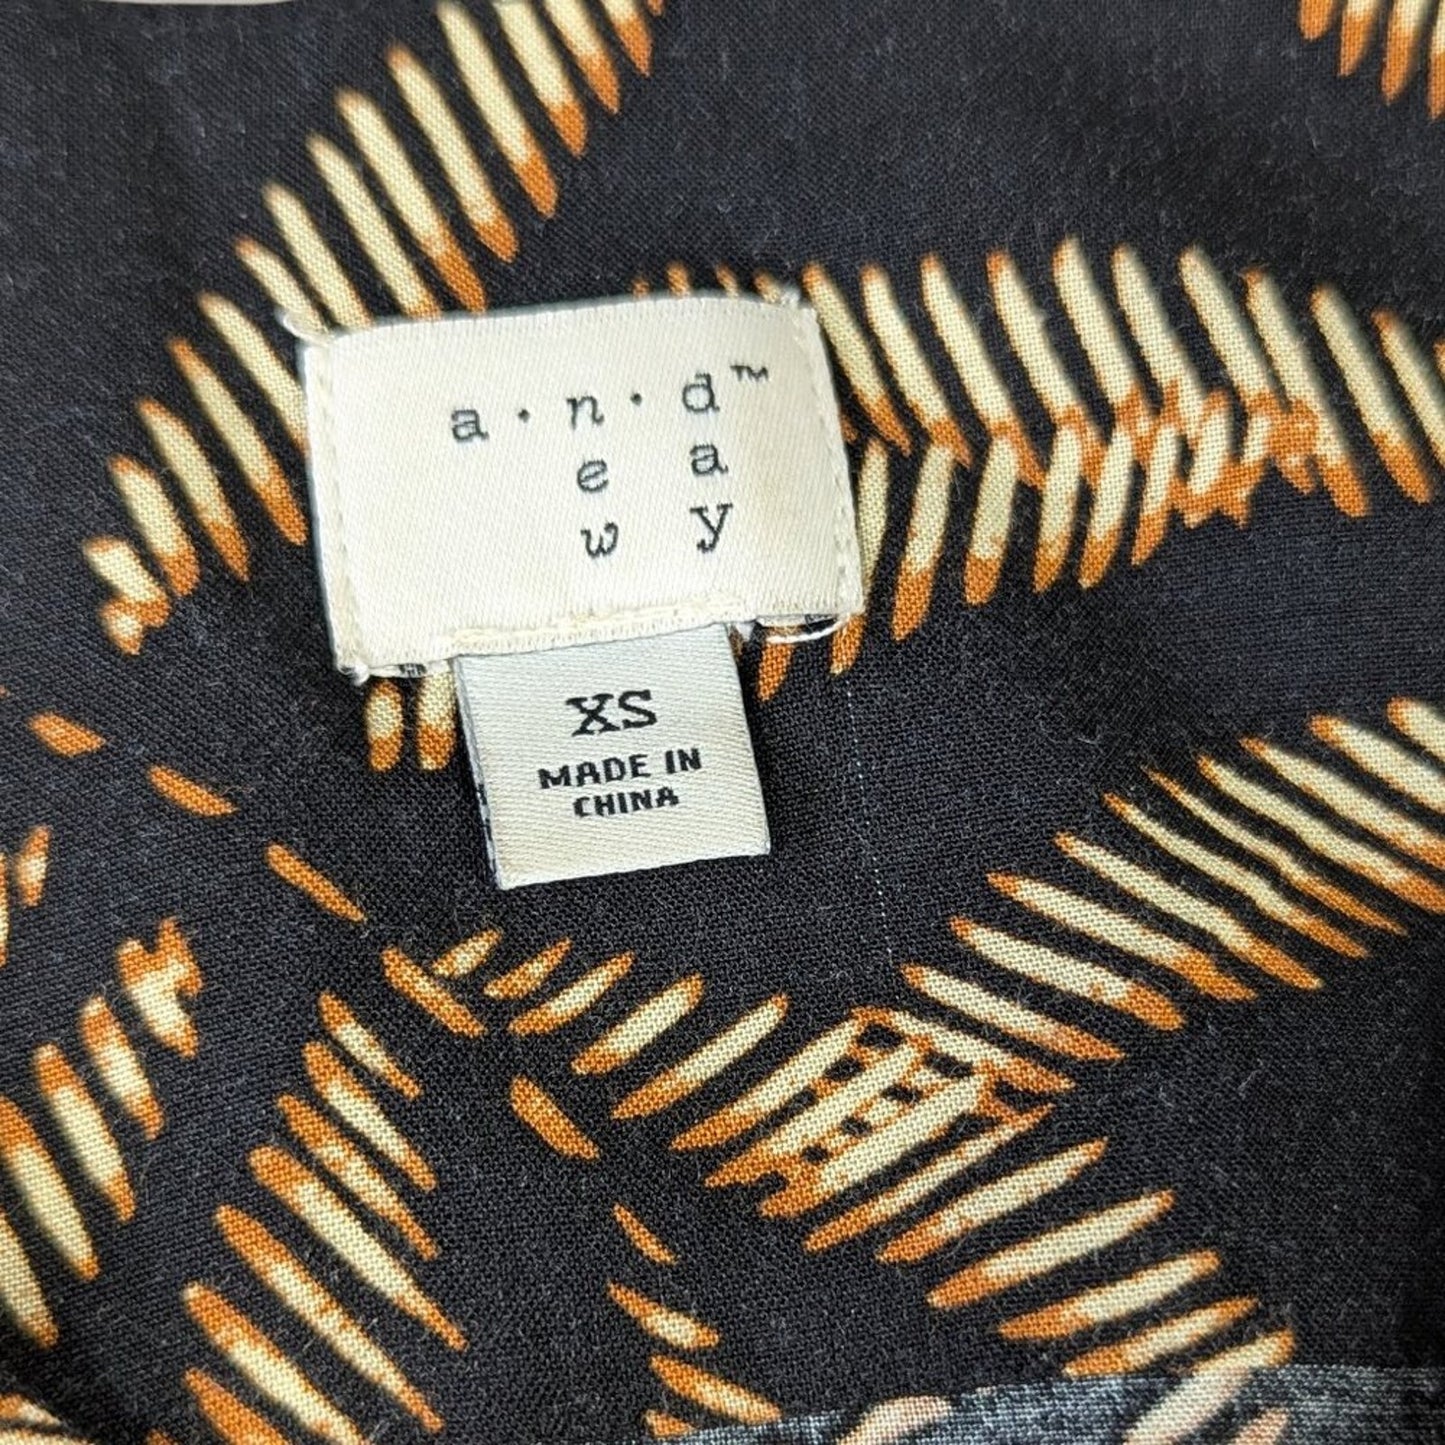 a·n·d™
e a
w y
XS
MADE IN
CHINA